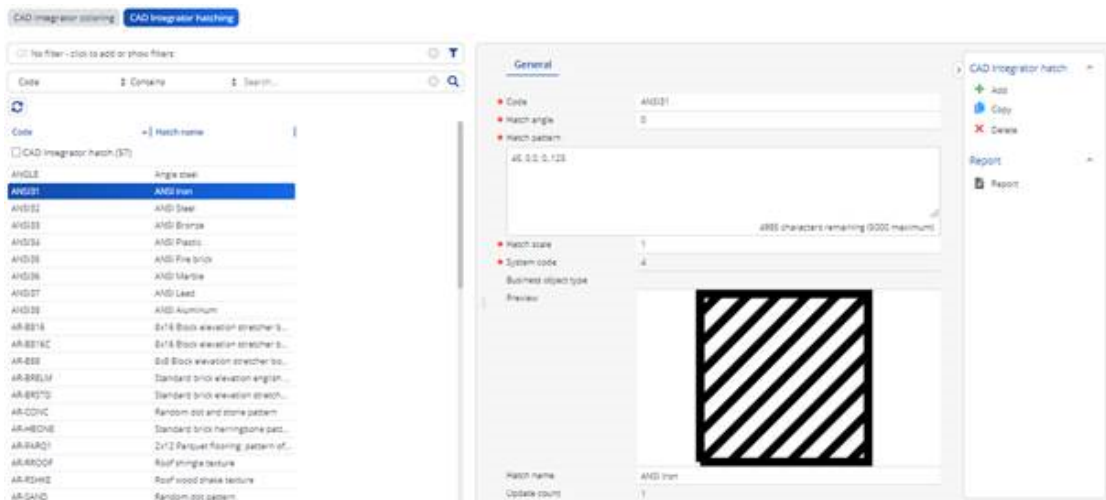 CAD Integrator coloring CAD Integrator hatching
No filter - click to add or show filters
Code Contains Search...
Code Hatch name
CAD Integrator hatch (57)
ANGLE Angle steel
ANSI31 ANSI Iron
ANSI32 ANSI Steel
ANSI33 ANSI Bronze
ANSI34 ANSI Plastic
ANSI35 ANSI Fire brick
ANSI36 ANSI Marble
ANSI37 ANSI Lead
ANSI38 ANSI Aluminum
AR-B816 8x16 Block elevation stretcher b...
AR-B816C 8x16 Block elevation stretcher b...
AR-B88 8x8 Block elevation stretcher bo...
AR-BRELM Standard brick elevation english...
AR-BRSTD Standard brick elevation stretch...
AR-CONC Random dot and stone pattern
AR-HBONE Standard brick herringbone patt...
AR-PARQ1 2x12 Parquet flooring: pattern of...
AR-RROOF Roof shingle texture
AR-RSHKE Roof wood shake texture
AR-SAND Random dot pattern
General
Code ANSI31
Hatch angle 0
Hatch pattern
45, 0,0, 0,.125
characters remaining (5000 maximum)
Hatch scale 1
System code 4
Business object type
Preview
Hatch name ANSI Iron
Update count 1
CAD Integrator hatch
Add
Copy
Delete
Report
Report